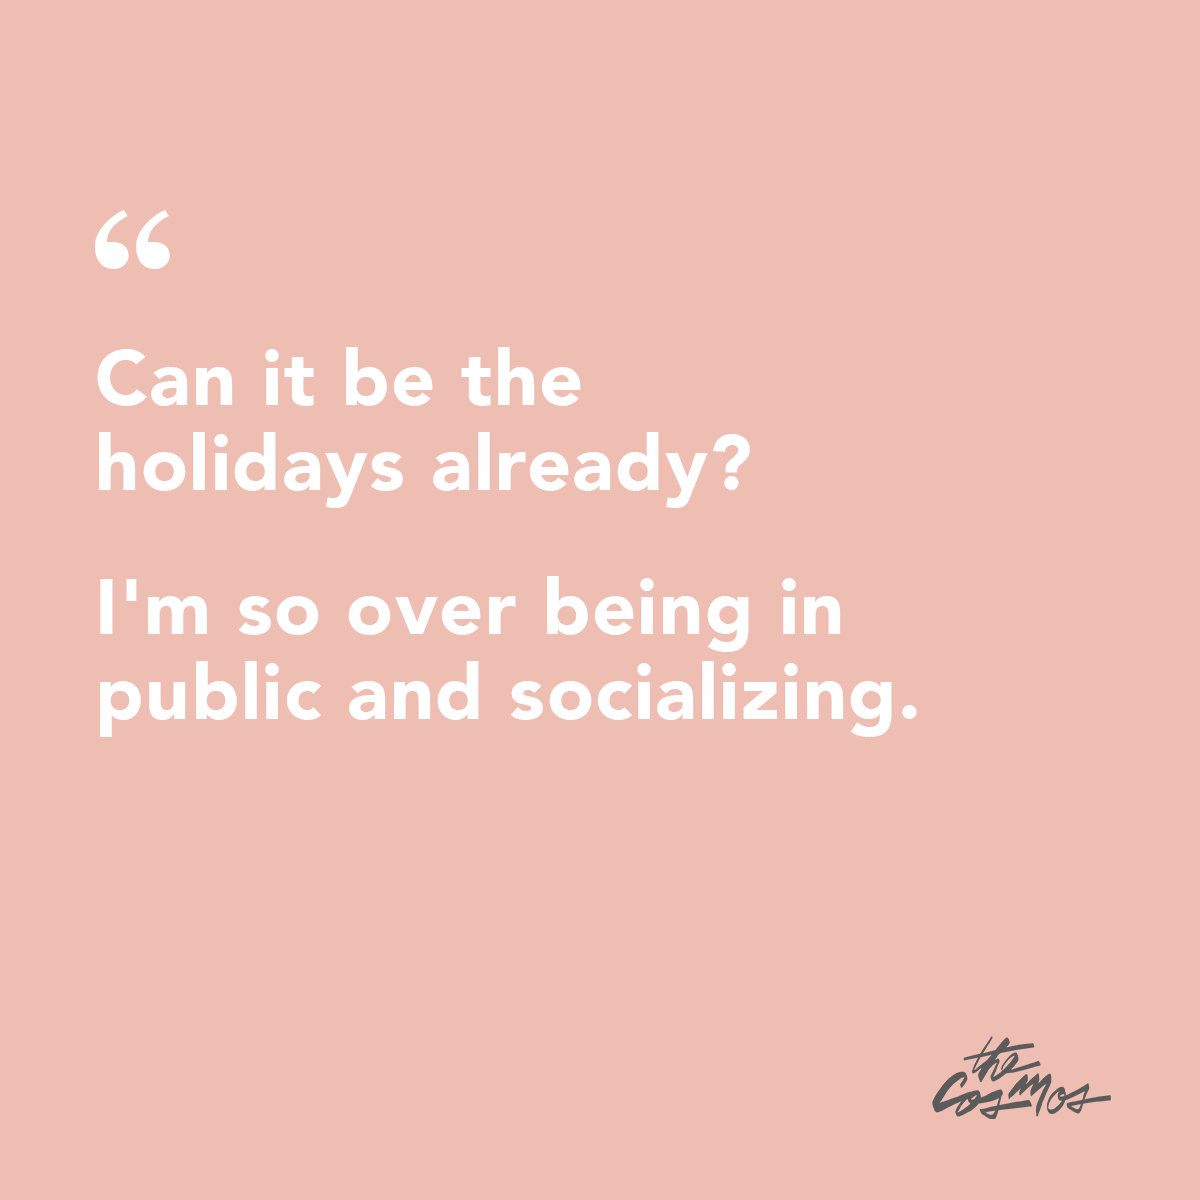 “
Can it be the
holidays already?
I'm so over being in
public and socializing.
the
cosmos